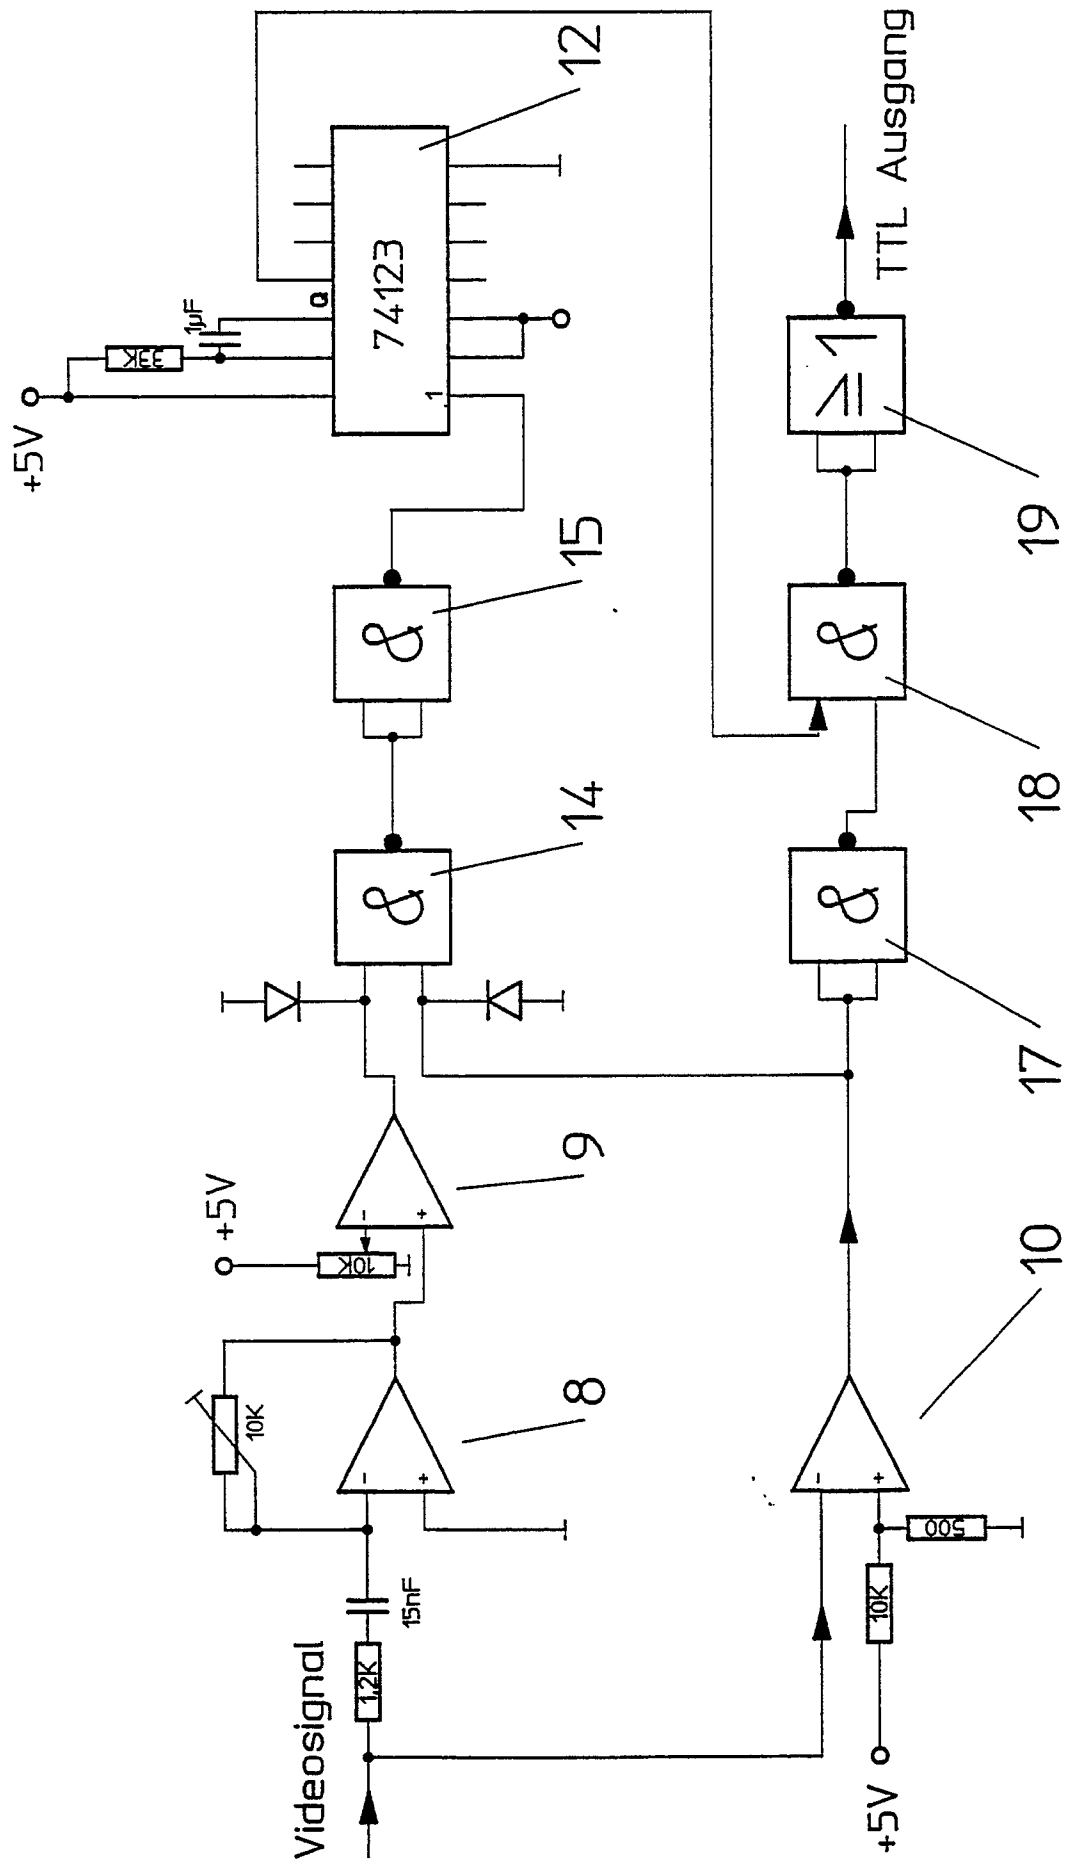 Videosignal
1,2K
15nF
10K
-
+
8
+5V
10K
-
+
9
&
14
&
15
+5V
33K
1µF
Q
74123
1
12
+5V
10K
500
-
+
10
&
17
&
18
≥ 1
19
TTL Ausgang